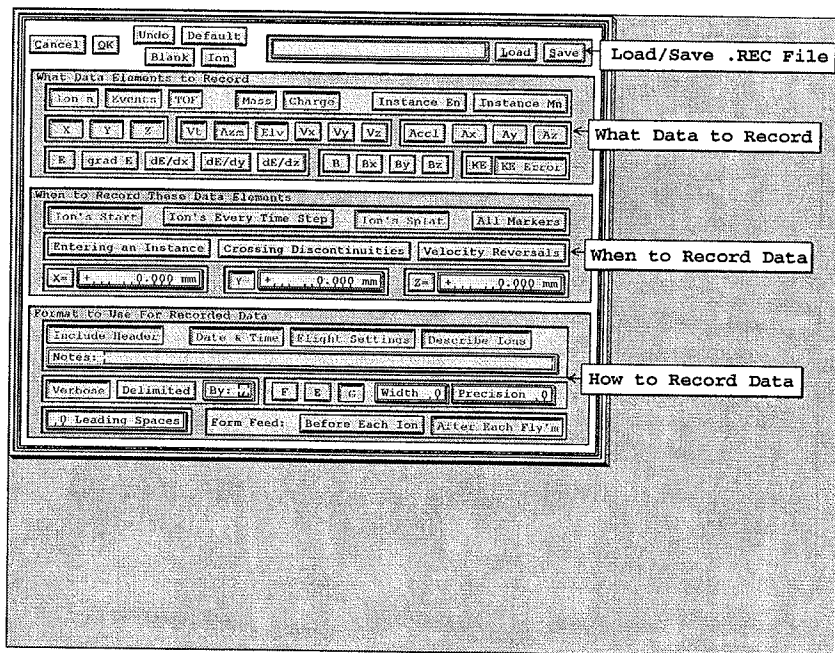 Cancel OK Undo Default Load Save Load/Save .REC File
Blank Ion
What Data Elements to Record
Ion n Events TOF Mass Charge Instance En Instance Mn
X Y Z Vt Azm Elv Vx Vy Vz Accl Ax Ay Az What Data to Record
E grad E dE/dx dE/dy dE/dz B Bx By Bz KE KE Error
When to Record These Data Elements
Ion's Start Ion's Every Time Step Ion's Splat All Markers
Entering an Instance Crossing Discontinuities Velocity Reversals When to Record Data
X= + 0.000 mm Y= + 0.000 mm Z= + 0.000 mm
Format to Use For Recorded Data
Include Header Date & Time Flight Settings Describe Ions
Notes:
How to Record Data
Verbose Delimited By: F E G Width 0 Precision 0
0 Leading Spaces Form Feed: Before Each Ion After Each Fly'm